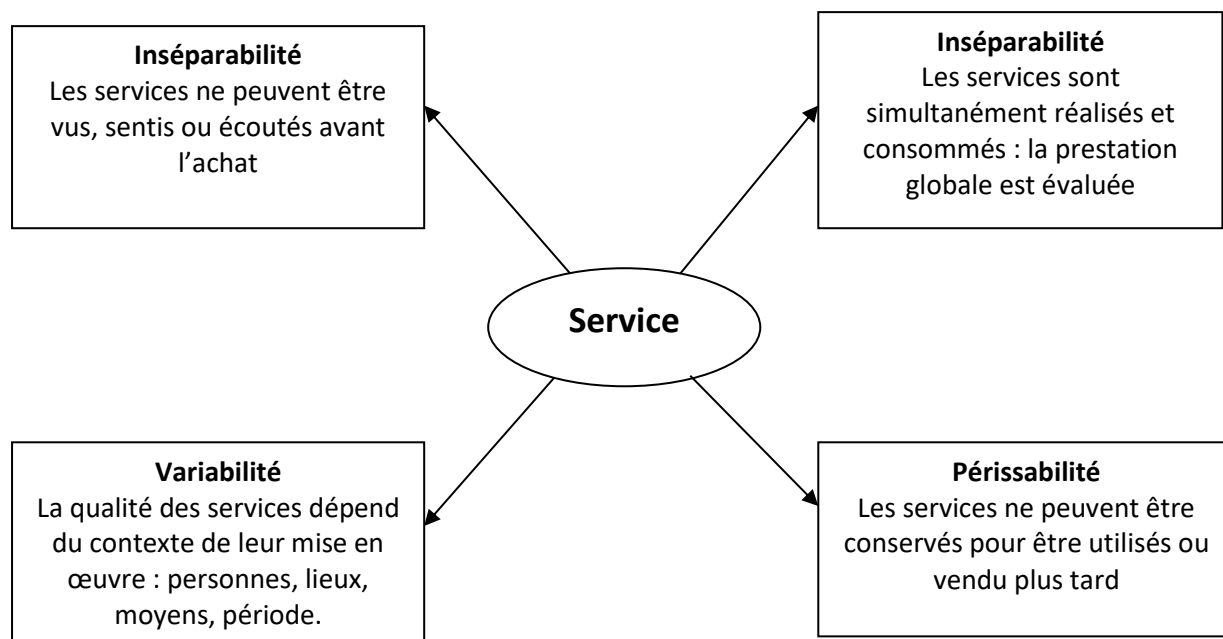 Inséparabilité
Les services ne peuvent être
vus, sentis ou écoutés avant
l’achat
Inséparabilité
Les services sont
simultanément réalisés et
consommés : la prestation
globale est évaluée
Service
Variabilité
La qualité des services dépend
du contexte de leur mise en
œuvre : personnes, lieux,
moyens, période.
Périssabilité
Les services ne peuvent être
conservés pour être utilisés ou
vendu plus tard